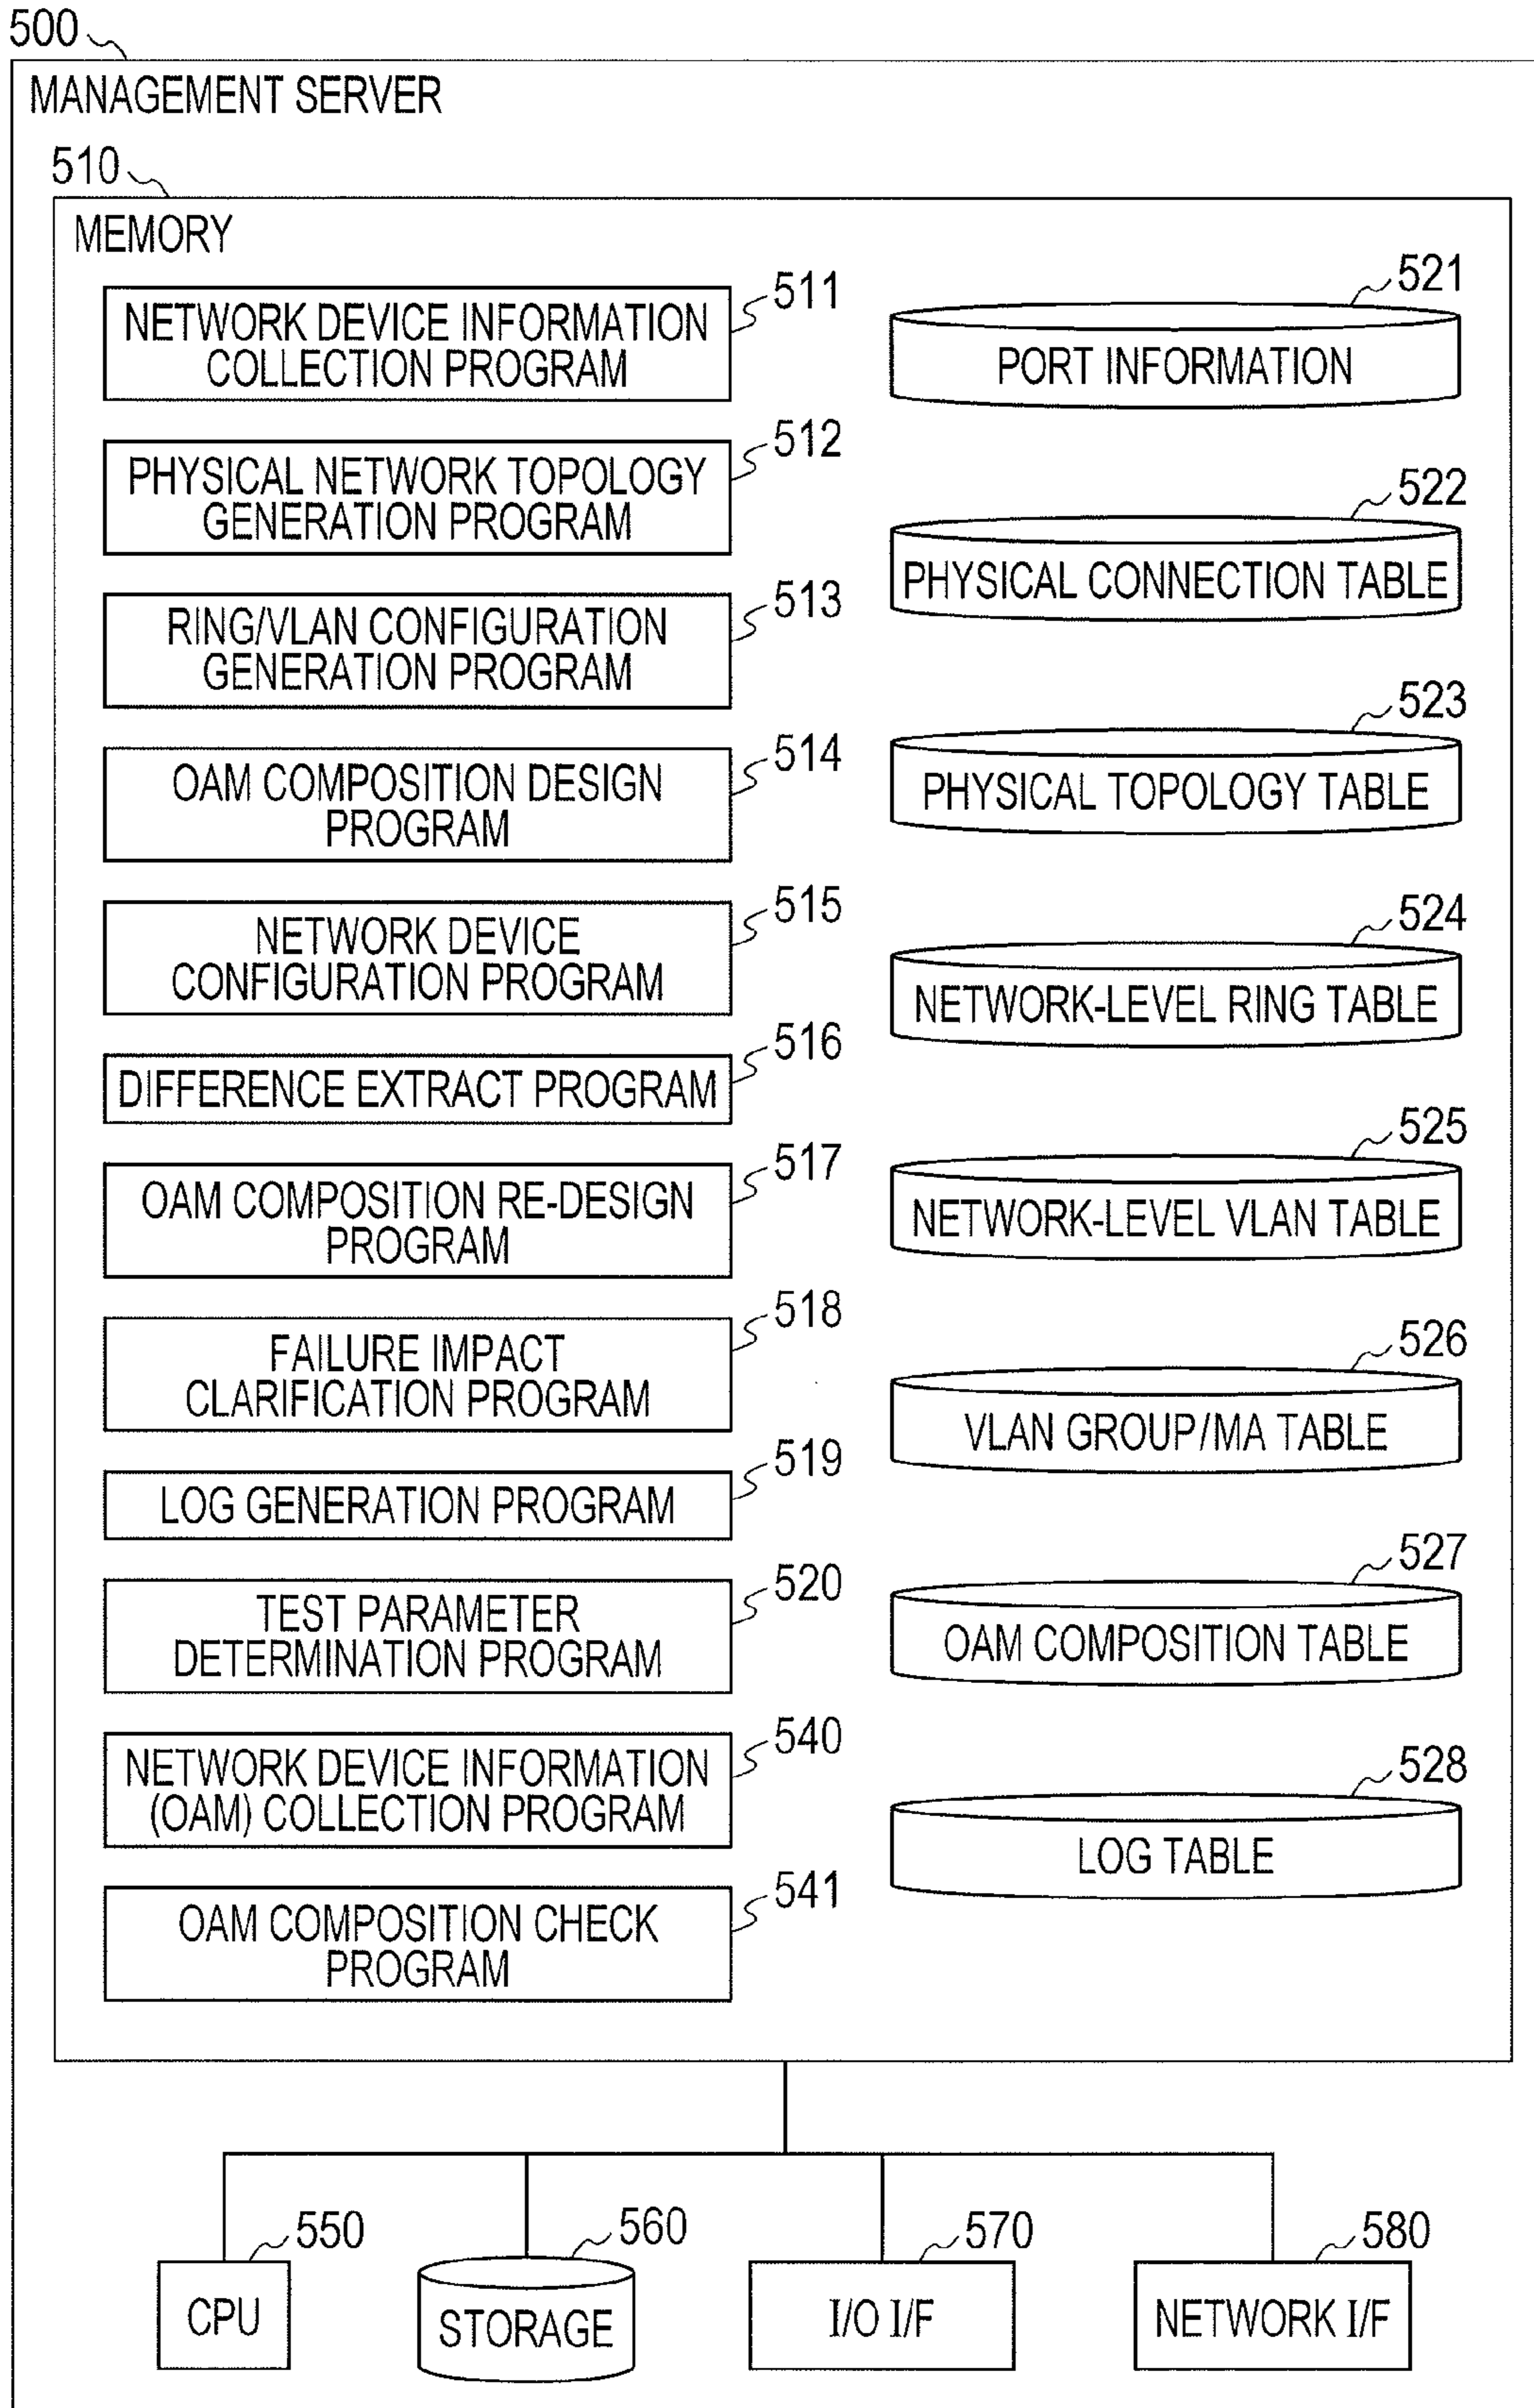 500
MANAGEMENT SERVER
510
MEMORY
511
NETWORK DEVICE INFORMATION
COLLECTION PROGRAM
512
PHYSICAL NETWORK TOPOLOGY
GENERATION PROGRAM
513
RING/VLAN CONFIGURATION
GENERATION PROGRAM
514
OAM COMPOSITION DESIGN
PROGRAM
515
NETWORK DEVICE
CONFIGURATION PROGRAM
516
DIFFERENCE EXTRACT PROGRAM
517
OAM COMPOSITION RE-DESIGN
PROGRAM
518
FAILURE IMPACT
CLARIFICATION PROGRAM
519
LOG GENERATION PROGRAM
520
TEST PARAMETER
DETERMINATION PROGRAM
540
NETWORK DEVICE INFORMATION
(OAM) COLLECTION PROGRAM
541
OAM COMPOSITION CHECK
PROGRAM
521
PORT INFORMATION
522
PHYSICAL CONNECTION TABLE
523
PHYSICAL TOPOLOGY TABLE
524
NETWORK-LEVEL RING TABLE
525
NETWORK-LEVEL VLAN TABLE
526
VLAN GROUP/MA TABLE
527
OAM COMPOSITION TABLE
528
LOG TABLE
550
CPU
560
STORAGE
570
I/O I/F
580
NETWORK I/F